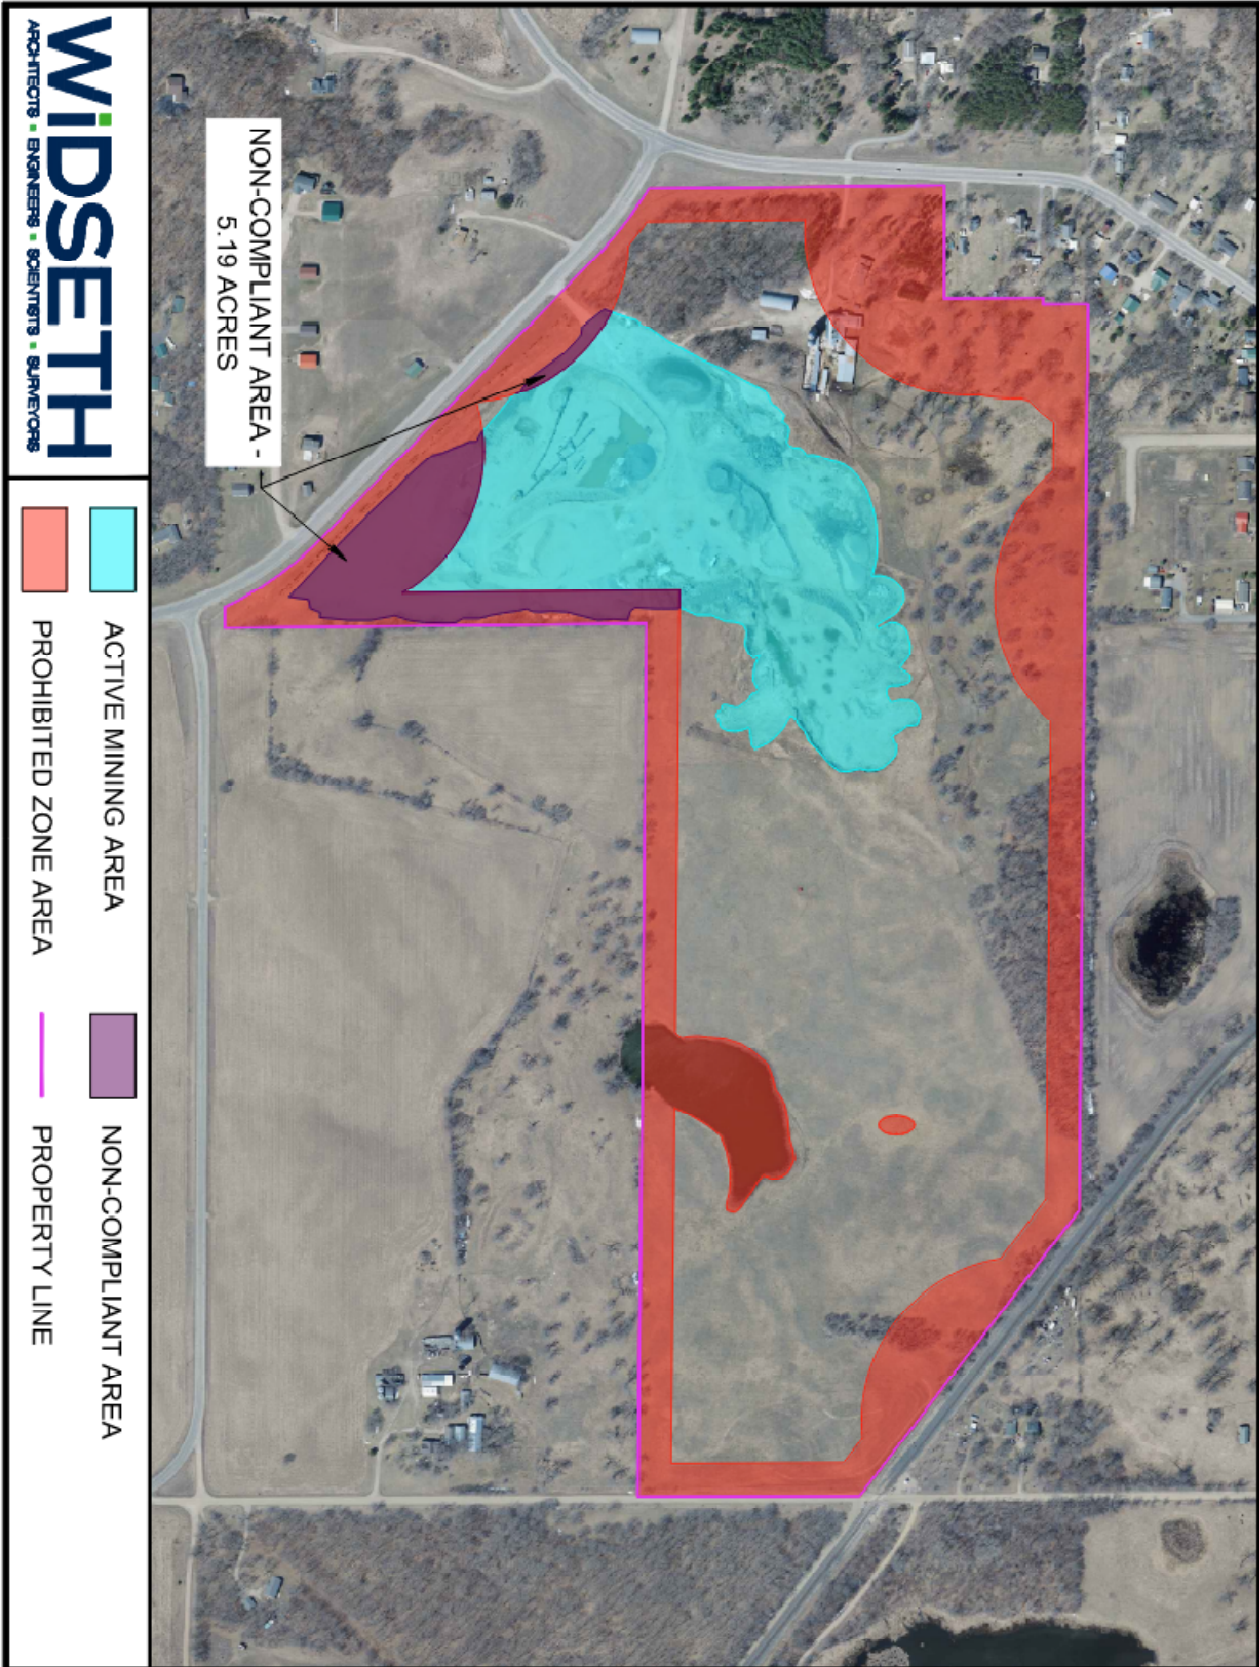 NON-COMPLIANT AREA -
5.19 ACRES
WiDSETH
ARCHITECTS ▪ ENGINEERS ▪ SCIENTISTS ▪ SURVEYORS
ACTIVE MINING AREA
NON-COMPLIANT AREA
PROHIBITED ZONE AREA
PROPERTY LINE